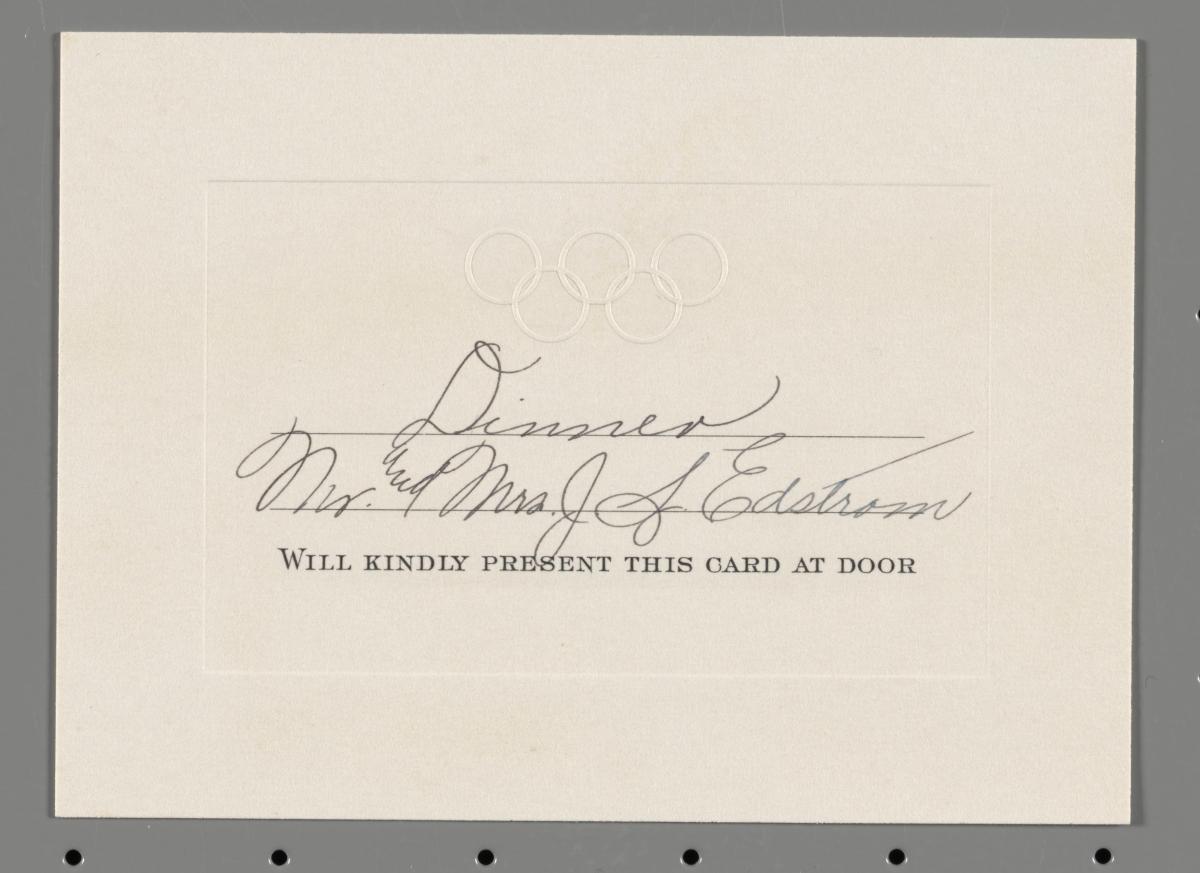 Dinner
Mr. and Mrs. J S. Edstrom
WILL KINDLY PRESENT THIS CARD AT DOOR